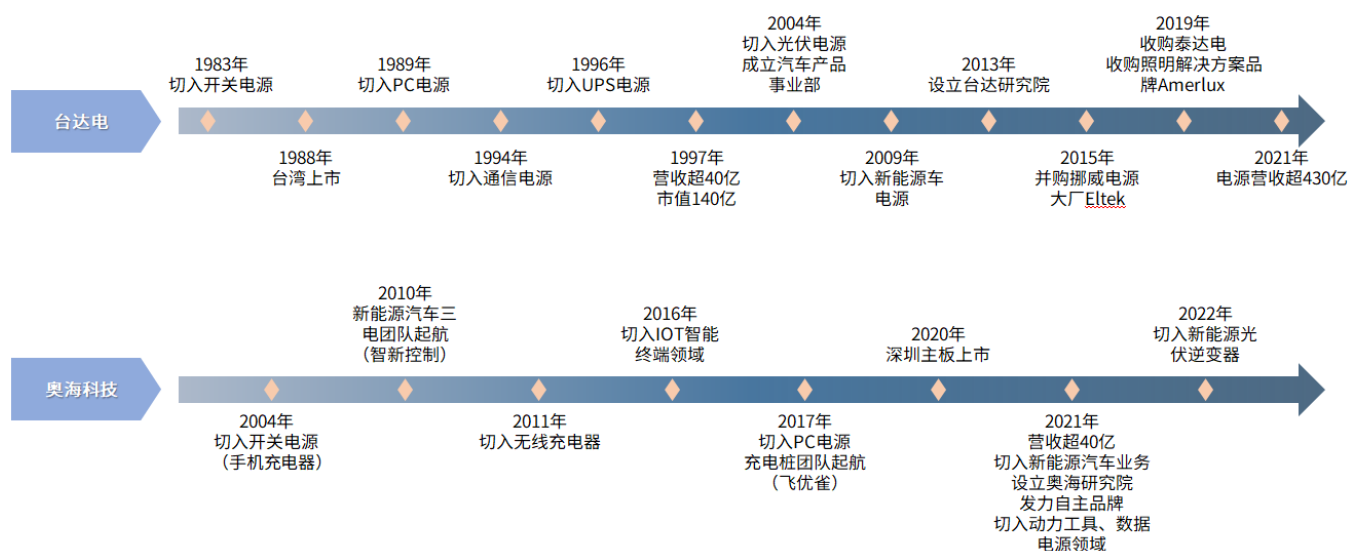 台达电
1983年
切入开关电源
1988年
台湾上市
1989年
切入PC电源
1994年
切入通信电源
1996年
切入UPS电源
1997年
营收超40亿
市值140亿
2004年
切入光伏电源
成立汽车产品
事业部
2009年
切入新能源车
电源
2013年
设立台达研究院
2015年
并购挪威电源
大厂Eltek
2019年
收购泰达电
收购照明解决方案品
牌Amerlux
2021年
电源营收超430亿
奥海科技
2004年
切入开关电源
（手机充电器）
2010年
新能源汽车三
电团队起航
（智新控制）
2011年
切入无线充电器
2016年
切入IOT智能
终端领域
2017年
切入PC电源
充电桩团队起航
（飞优雀）
2020年
深圳主板上市
2021年
营收超40亿
切入新能源汽车业务
设立奥海研究院
发力自主品牌
切入动力工具、数据
电源领域
2022年
切入新能源光
伏逆变器